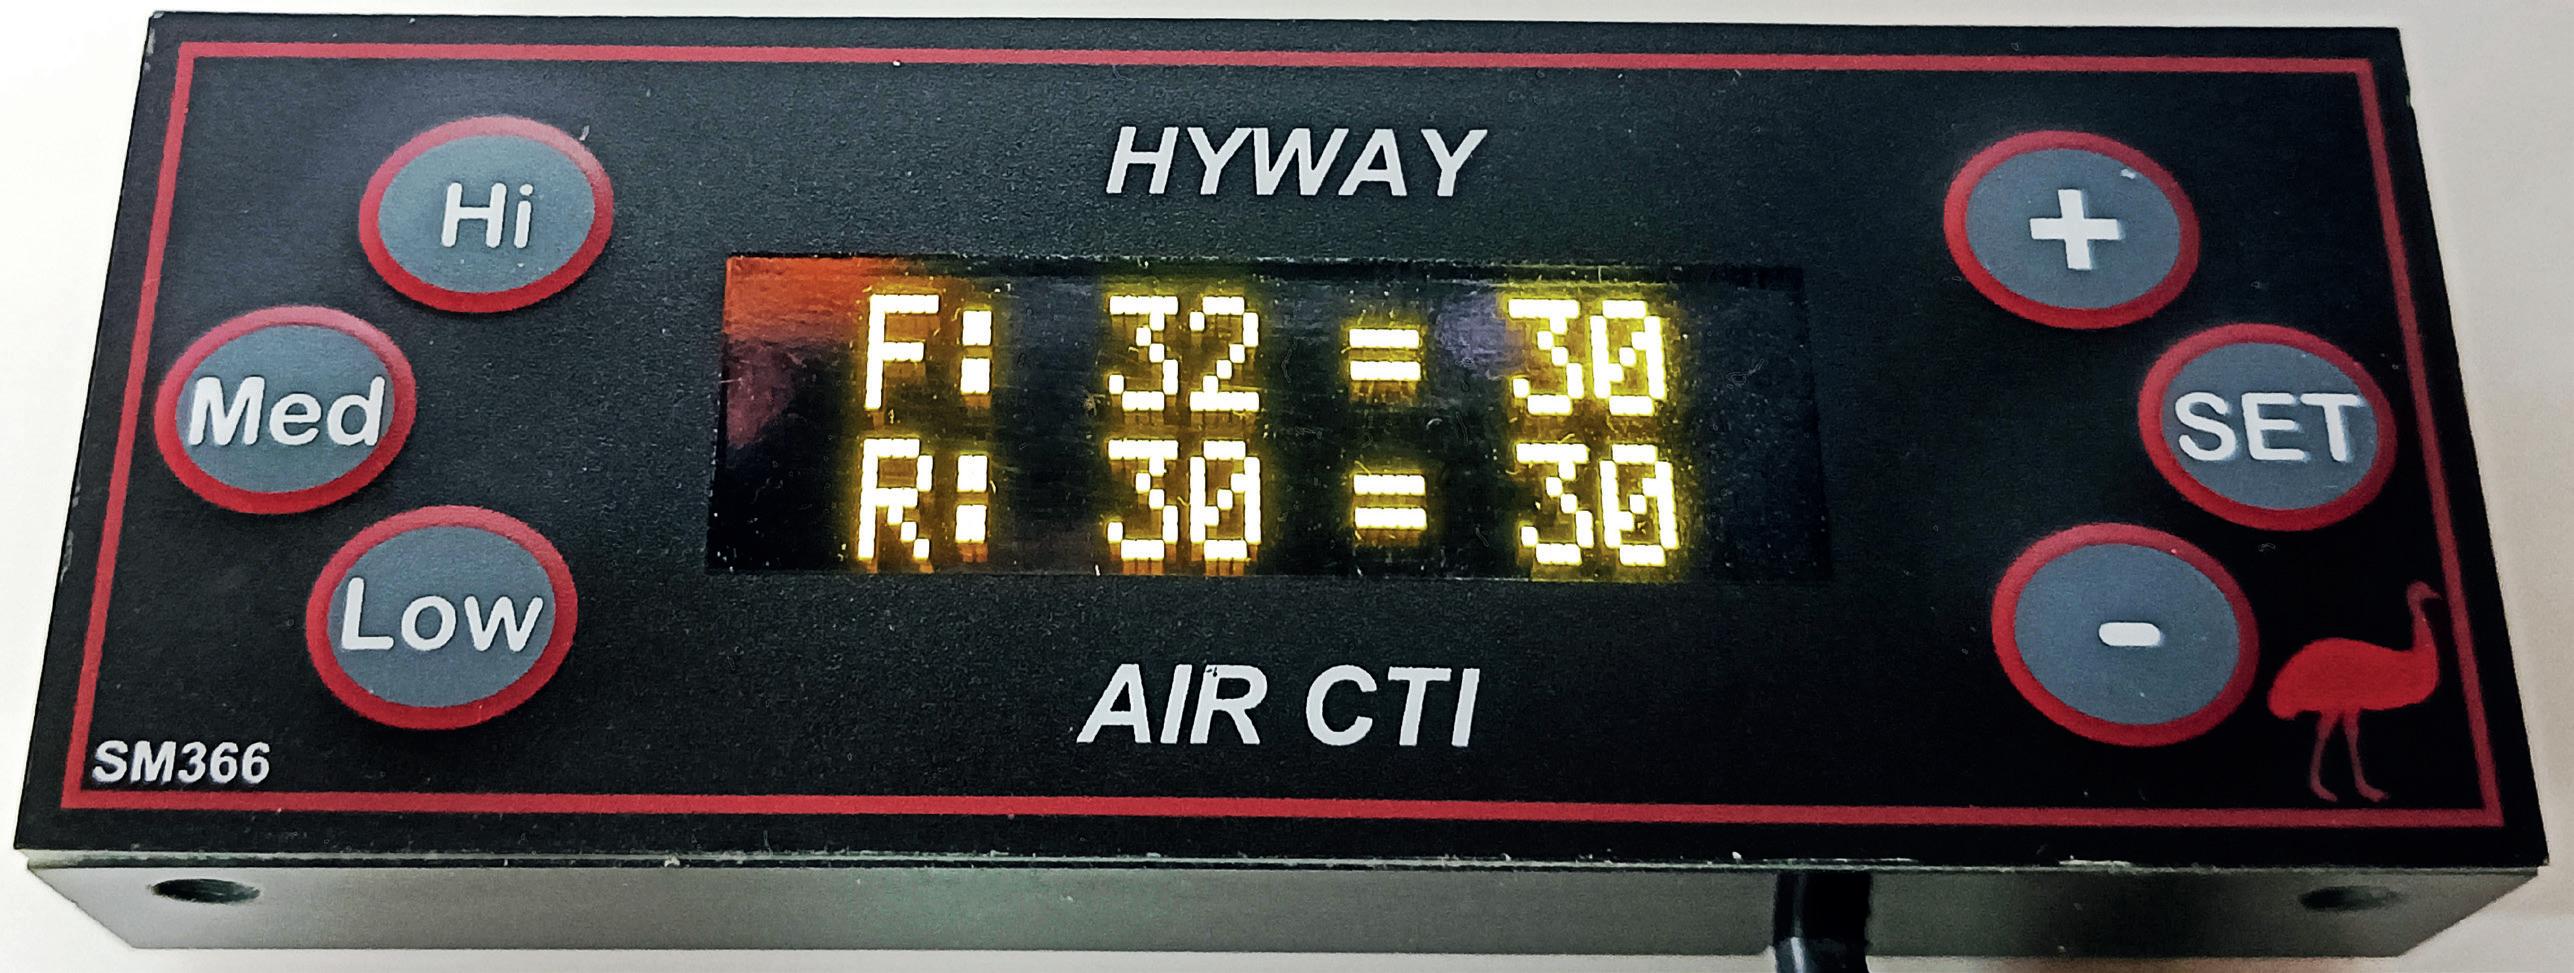 HYWAY
Hi
Med
Low
F: 32 = 30
R: 30 = 30
+
SET
-
AIR CTI
SM366